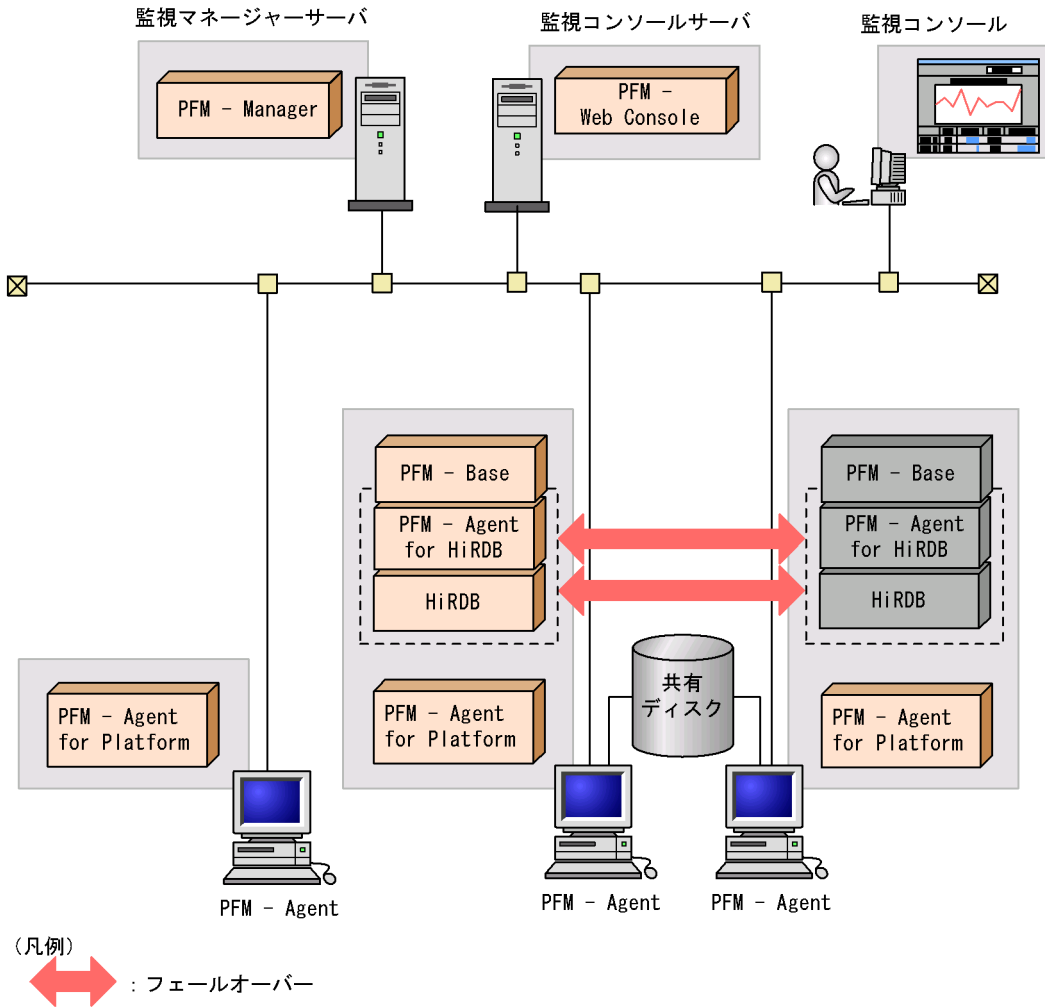 監視マネージャーサーバ
監視コンソールサーバ
監視コンソール
PFM - Manager
PFM -
Web Console
PFM - Base
PFM - Agent
for HiRDB
HiRDB
PFM - Base
PFM - Agent
for HiRDB
HiRDB
共有
ディスク
PFM - Agent
for Platform
PFM - Agent
for Platform
PFM - Agent
for Platform
PFM - Agent
PFM - Agent
PFM - Agent
(凡例)
：フェールオーバー